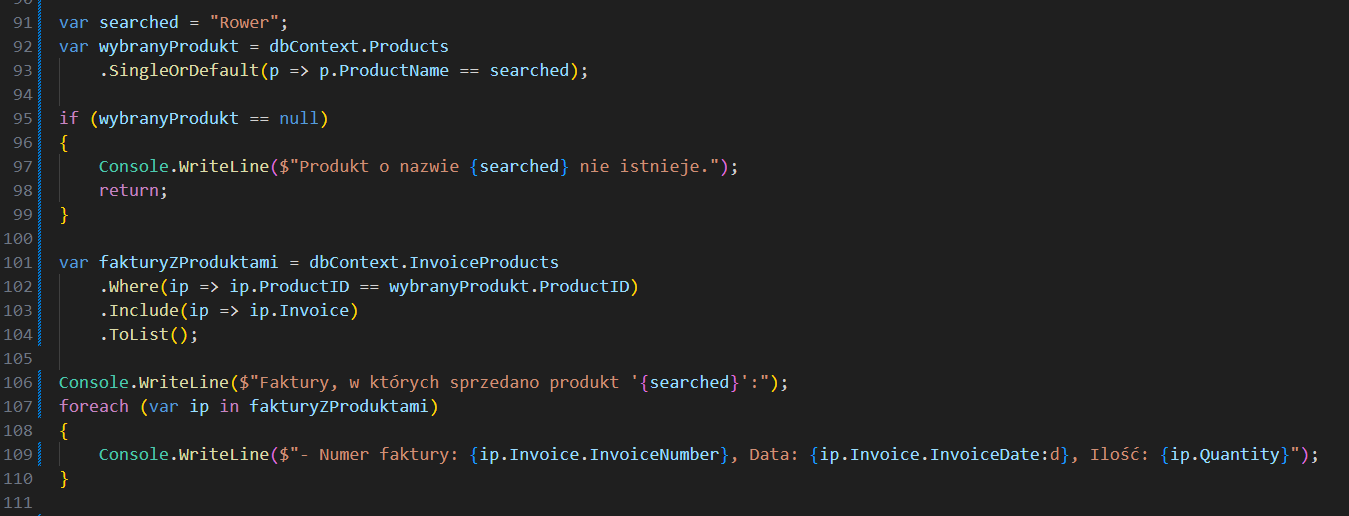 91 var searched = "Rower";
92 var wybranyProdukt = dbContext.Products
93     .SingleOrDefault(p => p.ProductName == searched);
94
95 if (wybranyProdukt == null)
96 {
97     Console.WriteLine($"Produkt o nazwie {searched} nie istnieje.");
98     return;
99 }
100
101 var fakturyZProduktami = dbContext.InvoiceProducts
102     .Where(ip => ip.ProductID == wybranyProdukt.ProductID)
103     .Include(ip => ip.Invoice)
104     .ToList();
105
106 Console.WriteLine($"Faktury, w których sprzedano produkt '{searched}':");
107 foreach (var ip in fakturyZProduktami)
108 {
109     Console.WriteLine($"- Numer faktury: {ip.Invoice.InvoiceNumber}, Data: {ip.Invoice.InvoiceDate:d}, Ilość: {ip.Quantity}");
110 }
111